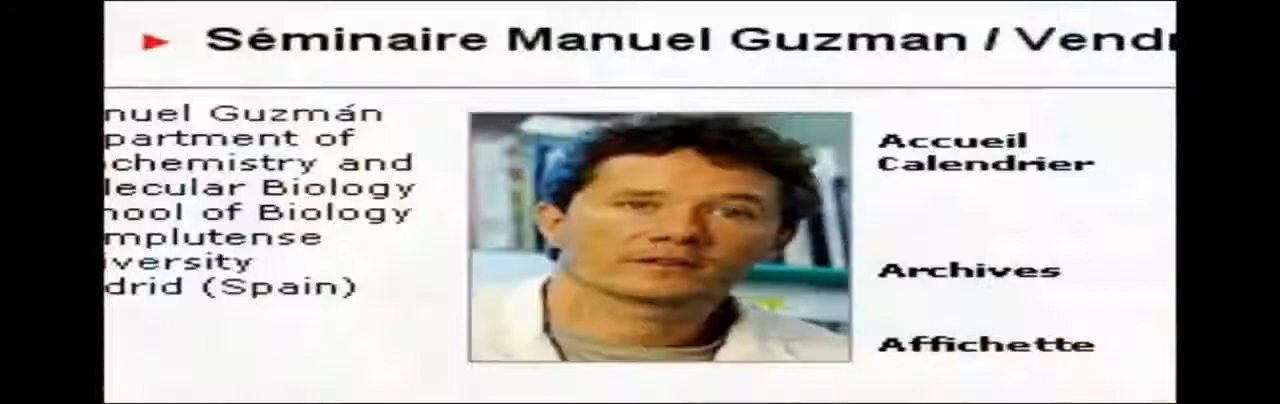 Séminaire Manuel Guzman / Vendr
nuel Guzmán
partment of
chemistry and
lecular Biology
hool of Biology
mplutense
versity
drid (Spain)
Accueil
Calendrier
Archives
Affichette